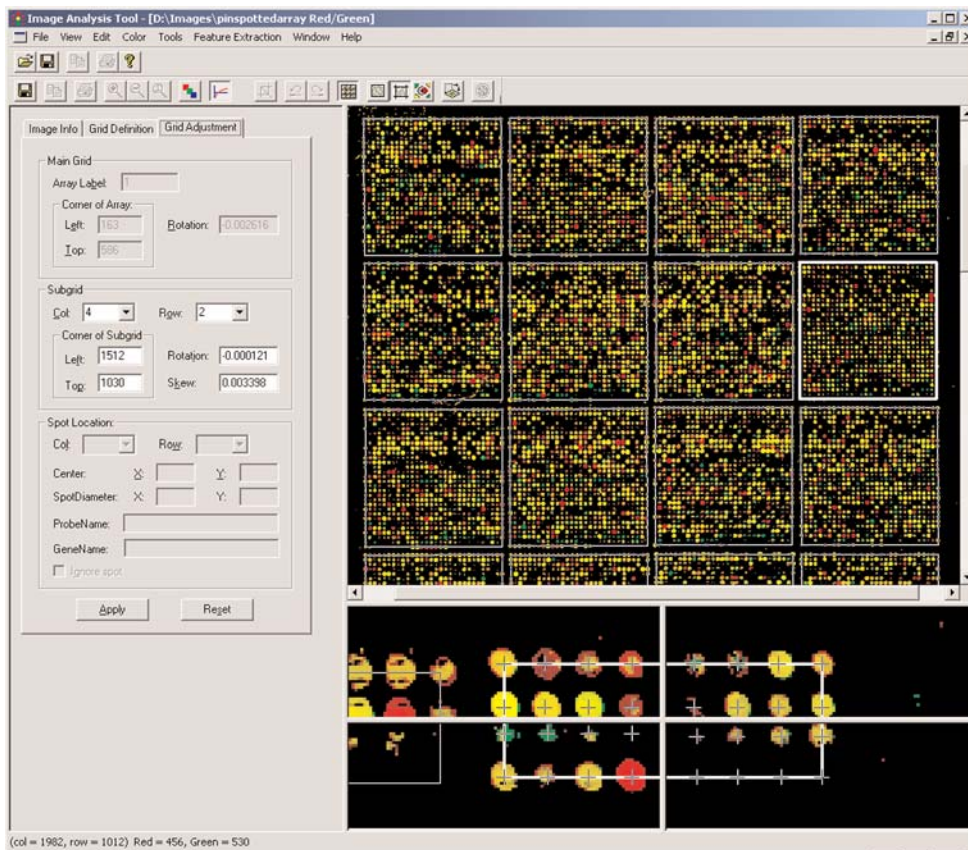 Image Analysis Tool - [D:\Images\pinspottedarray Red/Green]
File View Edit Color Tools Feature Extraction Window Help
Image Info Grid Definition Grid Adjustment
Main Grid
Array Label: 1
Corner of Array:
Left: 163 Rotation: -0.002616
Top: 586
Subgrid
Col: 4 Row: 2
Corner of Subgrid
Left: 1512 Rotation: -0.000121
Top: 1030 Skew: 0.003398
Spot Location:
Col: Row:
Center: X: Y:
SpotDiameter: X: Y:
ProbeName:
GeneName:
Ignore spot
Apply Reset
(col = 1982, row = 1012) Red = 456, Green = 530